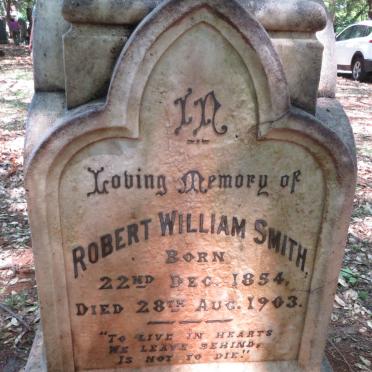 In
Loving Memory of
ROBERT WILLIAM SMITH.
BORN
22ND DEC. 1854,
DIED 28TH AUG. 1903.
"TO LIVE IN HEARTS
WE LEAVE BEHIND,
IS NOT TO DIE."